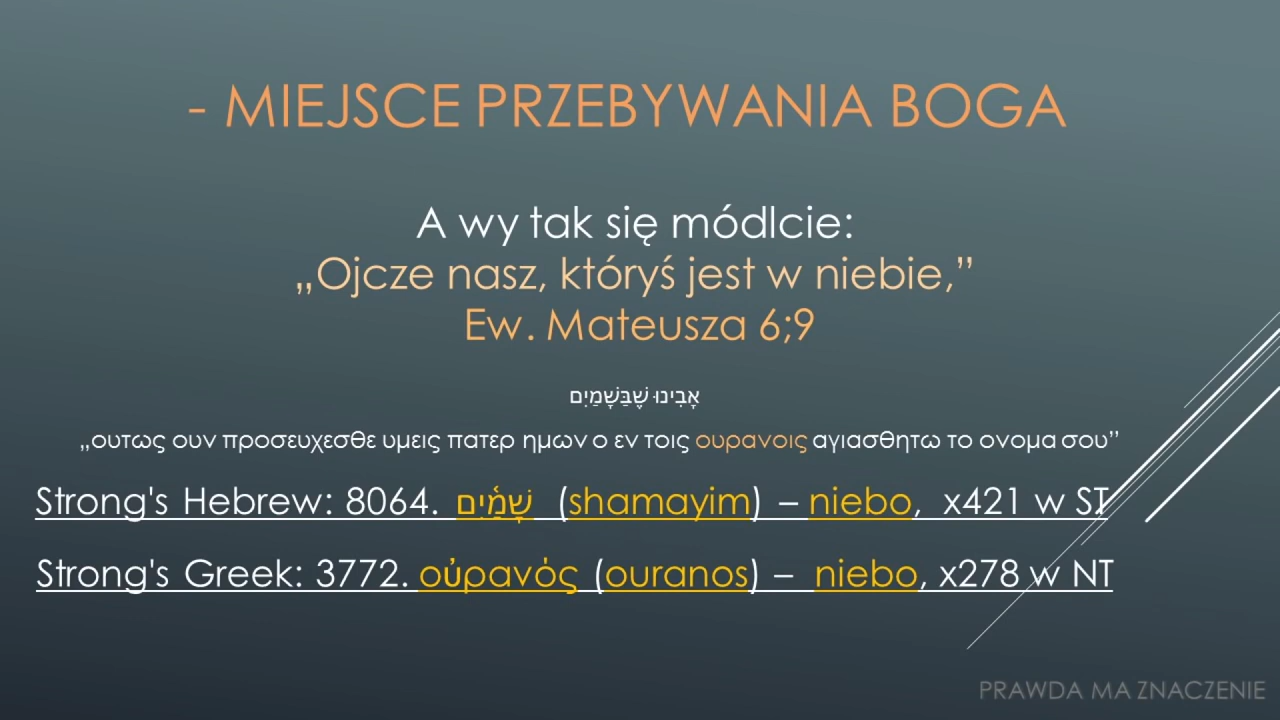 - MIEJSCE PRZEBYWANIA BOGA
A wy tak się módlcie:
„Ojcze nasz, któryś jest w niebie,”
Ew. Mateusza 6;9
אָבִינוּ שֶׁבַּשָּׁמַיִם
„ουτως ουν προσευχεσθε υμεις πατερ ημων ο εν τοις ουρανοις αγιασθητω το ονομα σου”
Strong's Hebrew: 8064. שָׁמַ֫יִם (shamayim) – niebo, x421 w ST
Strong's Greek: 3772. οὐρανός (ouranos) – niebo, x278 w NT
PRAWDA MA ZNACZENIE